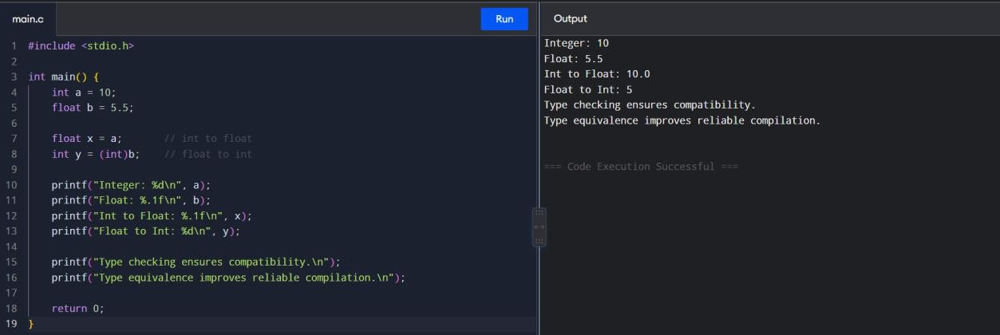 main.c
Run
1 #include <stdio.h>
2
3 int main() {
4     int a = 10;
5     float b = 5.5;
6
7     float x = a;       // int to float
8     int y = (int)b;    // float to int
9
10     printf("Integer: %d\n", a);
11     printf("Float: %.1f\n", b);
12     printf("Int to Float: %.1f\n", x);
13     printf("Float to Int: %d\n", y);
14
15     printf("Type checking ensures compatibility.\n");
16     printf("Type equivalence improves reliable compilation.\n");
17
18     return 0;
19 }
Output
Integer: 10
Float: 5.5
Int to Float: 10.0
Float to Int: 5
Type checking ensures compatibility.
Type equivalence improves reliable compilation.
=== Code Execution Successful ===